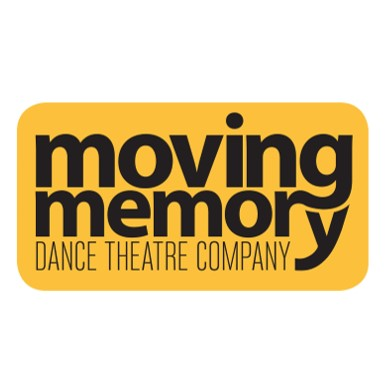 moving
memory
DANCE THEATRE COMPANY